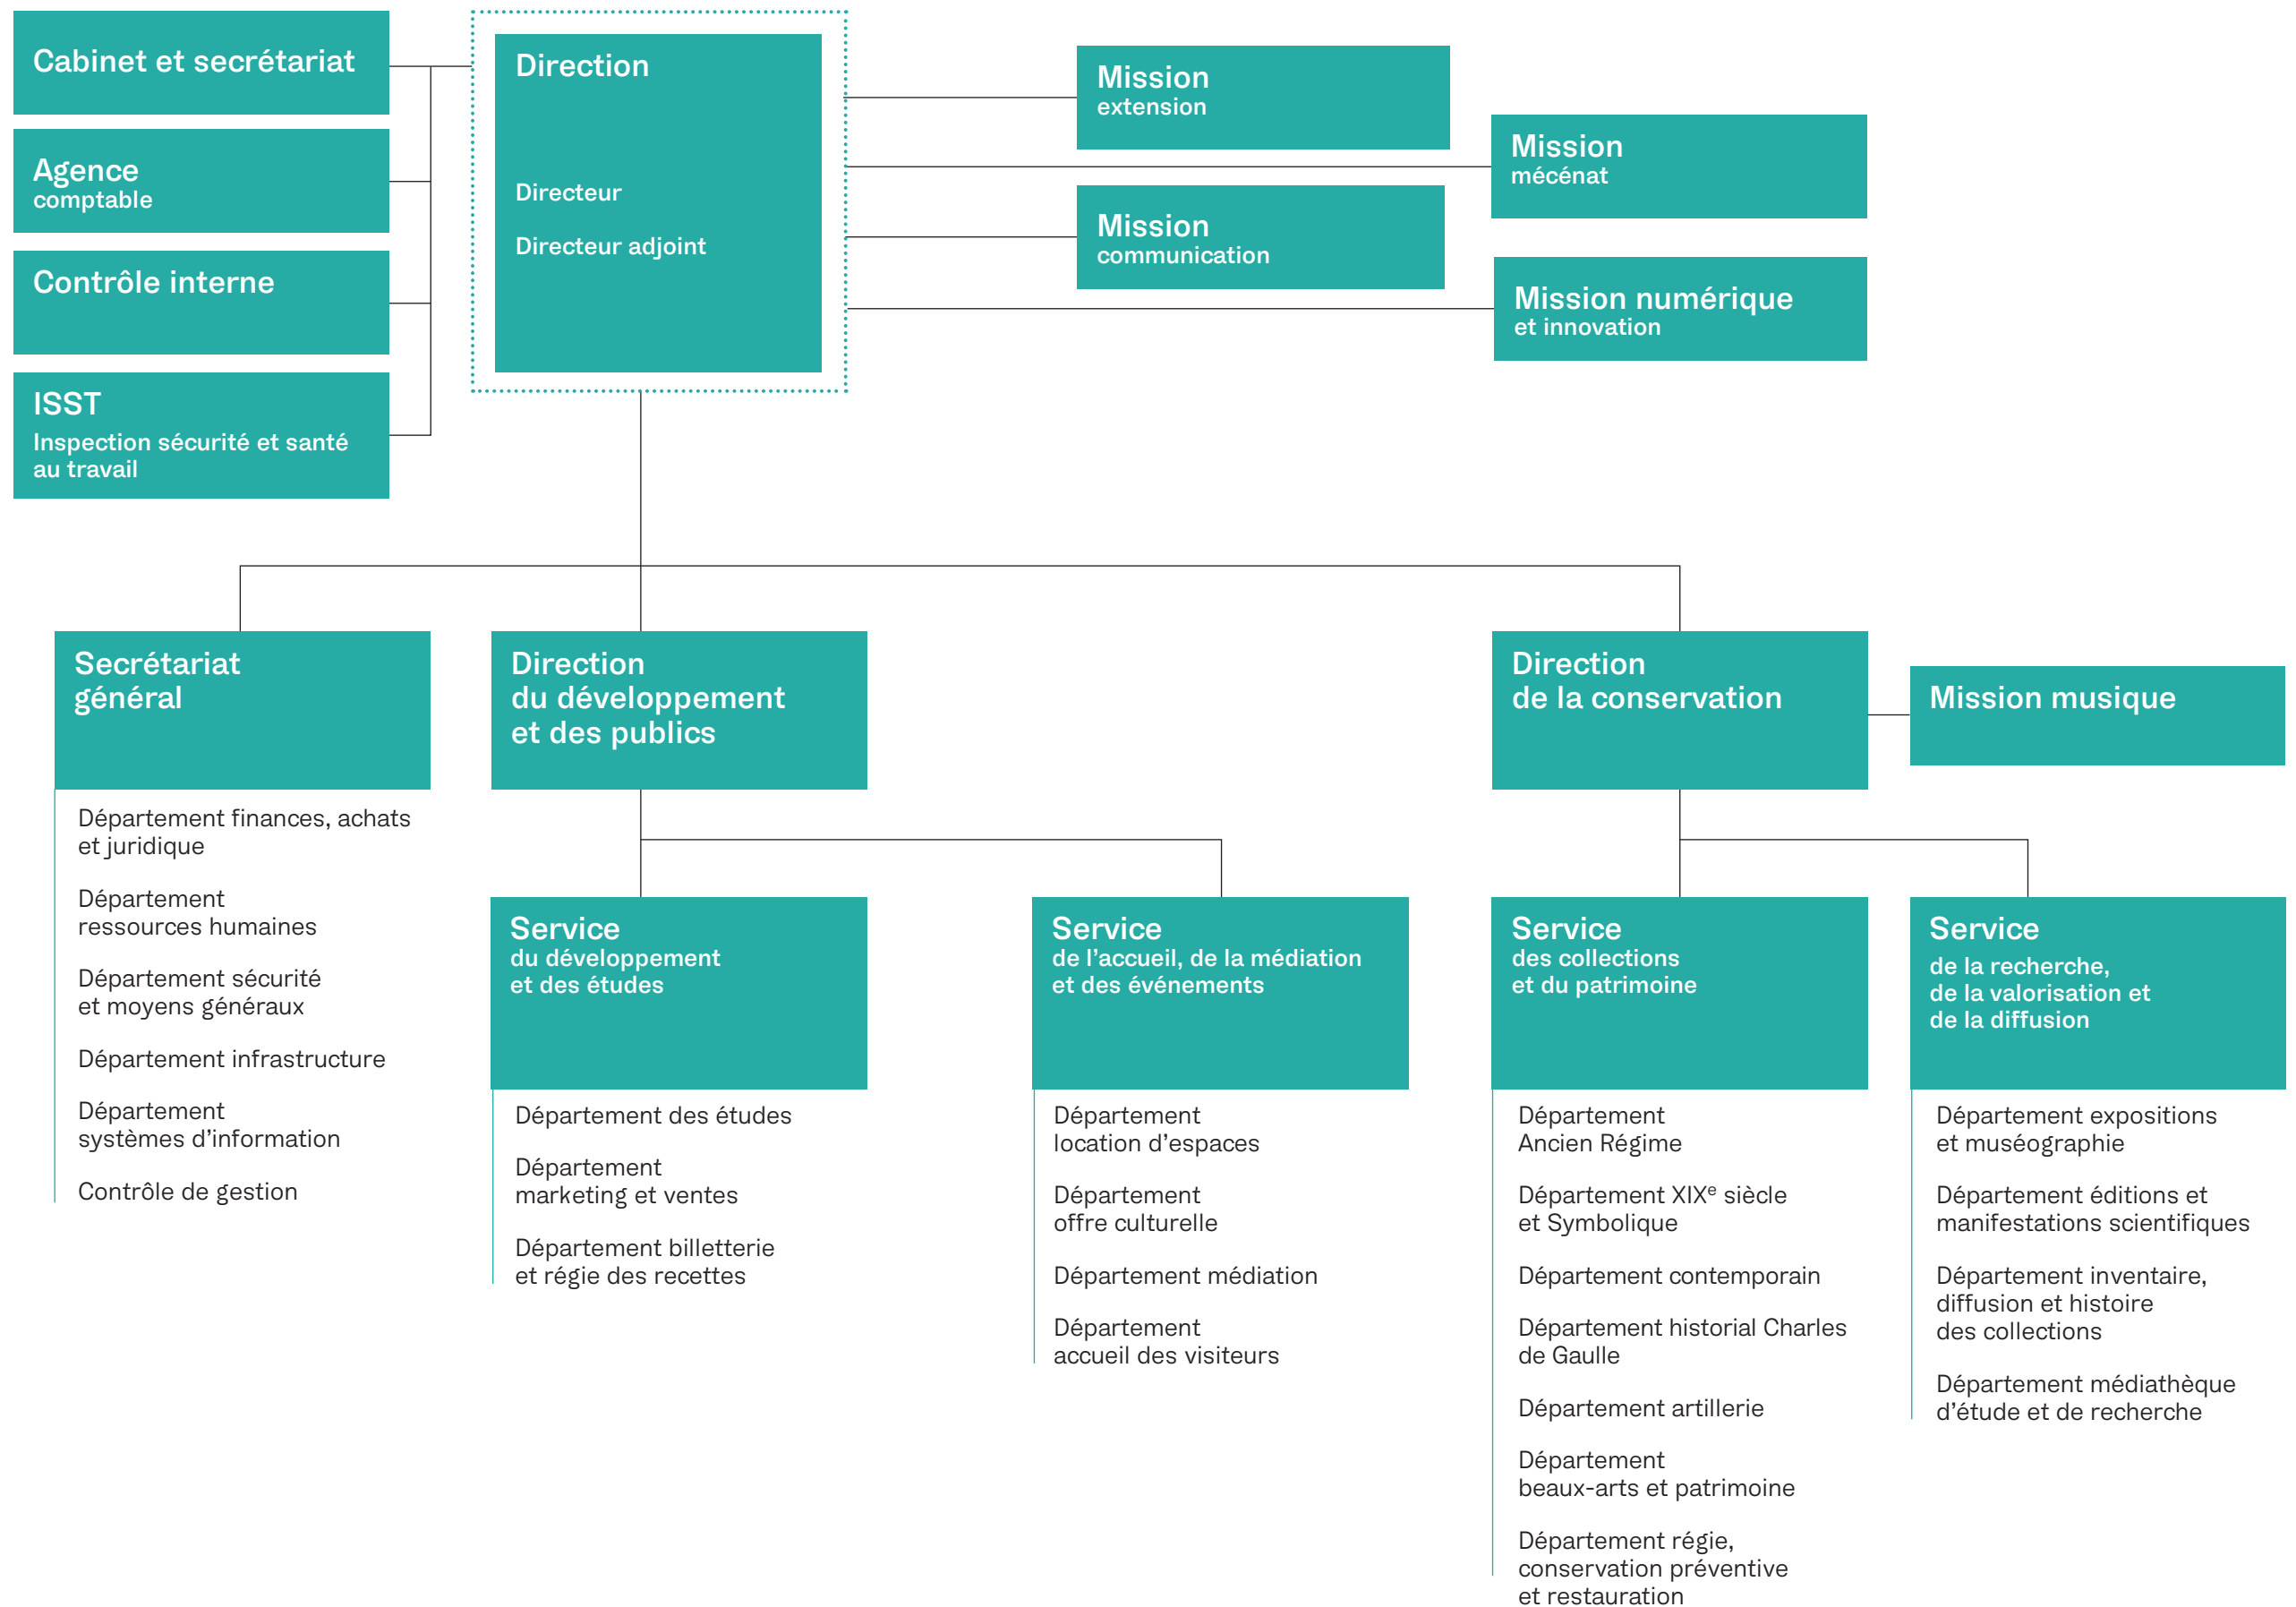 Cabinet et secrétariat
Agence
comptable
Contrôle interne
ISST
Inspection sécurité et santé
au travail
Direction
Directeur
Directeur adjoint
Mission
extension
Mission
mécénat
Mission
communication
Mission numérique
et innovation
Secrétariat
général
Département finances, achats
et juridique
Département
ressources humaines
Département sécurité
et moyens généraux
Département infrastructure
Département
systèmes d’information
Contrôle de gestion
Direction
du développement
et des publics
Service
du développement
et des études
Département des études
Département
marketing et ventes
Département billetterie
et régie des recettes
Service
de l’accueil, de la médiation
et des événements
Département
location d’espaces
Département
offre culturelle
Département médiation
Département
accueil des visiteurs
Direction
de la conservation
Mission musique
Service
des collections
et du patrimoine
Département
Ancien Régime
Département XIXᵉ siècle
et Symbolique
Département contemporain
Département historial Charles
de Gaulle
Département artillerie
Département
beaux-arts et patrimoine
Département régie,
conservation préventive
et restauration
Service
de la recherche,
de la valorisation et
de la diffusion
Département expositions
et muséographie
Département éditions et
manifestations scientifiques
Département inventaire,
diffusion et histoire
des collections
Département médiathèque
d’étude et de recherche